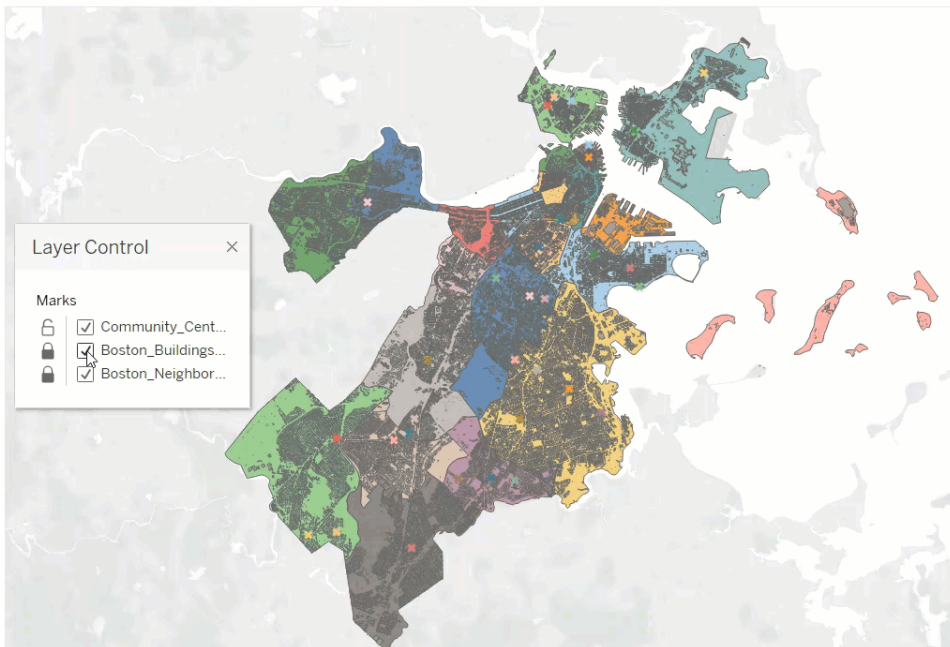 Layer Control
Marks
Community_Cent...
Boston_Buildings...
Boston_Neighbor...